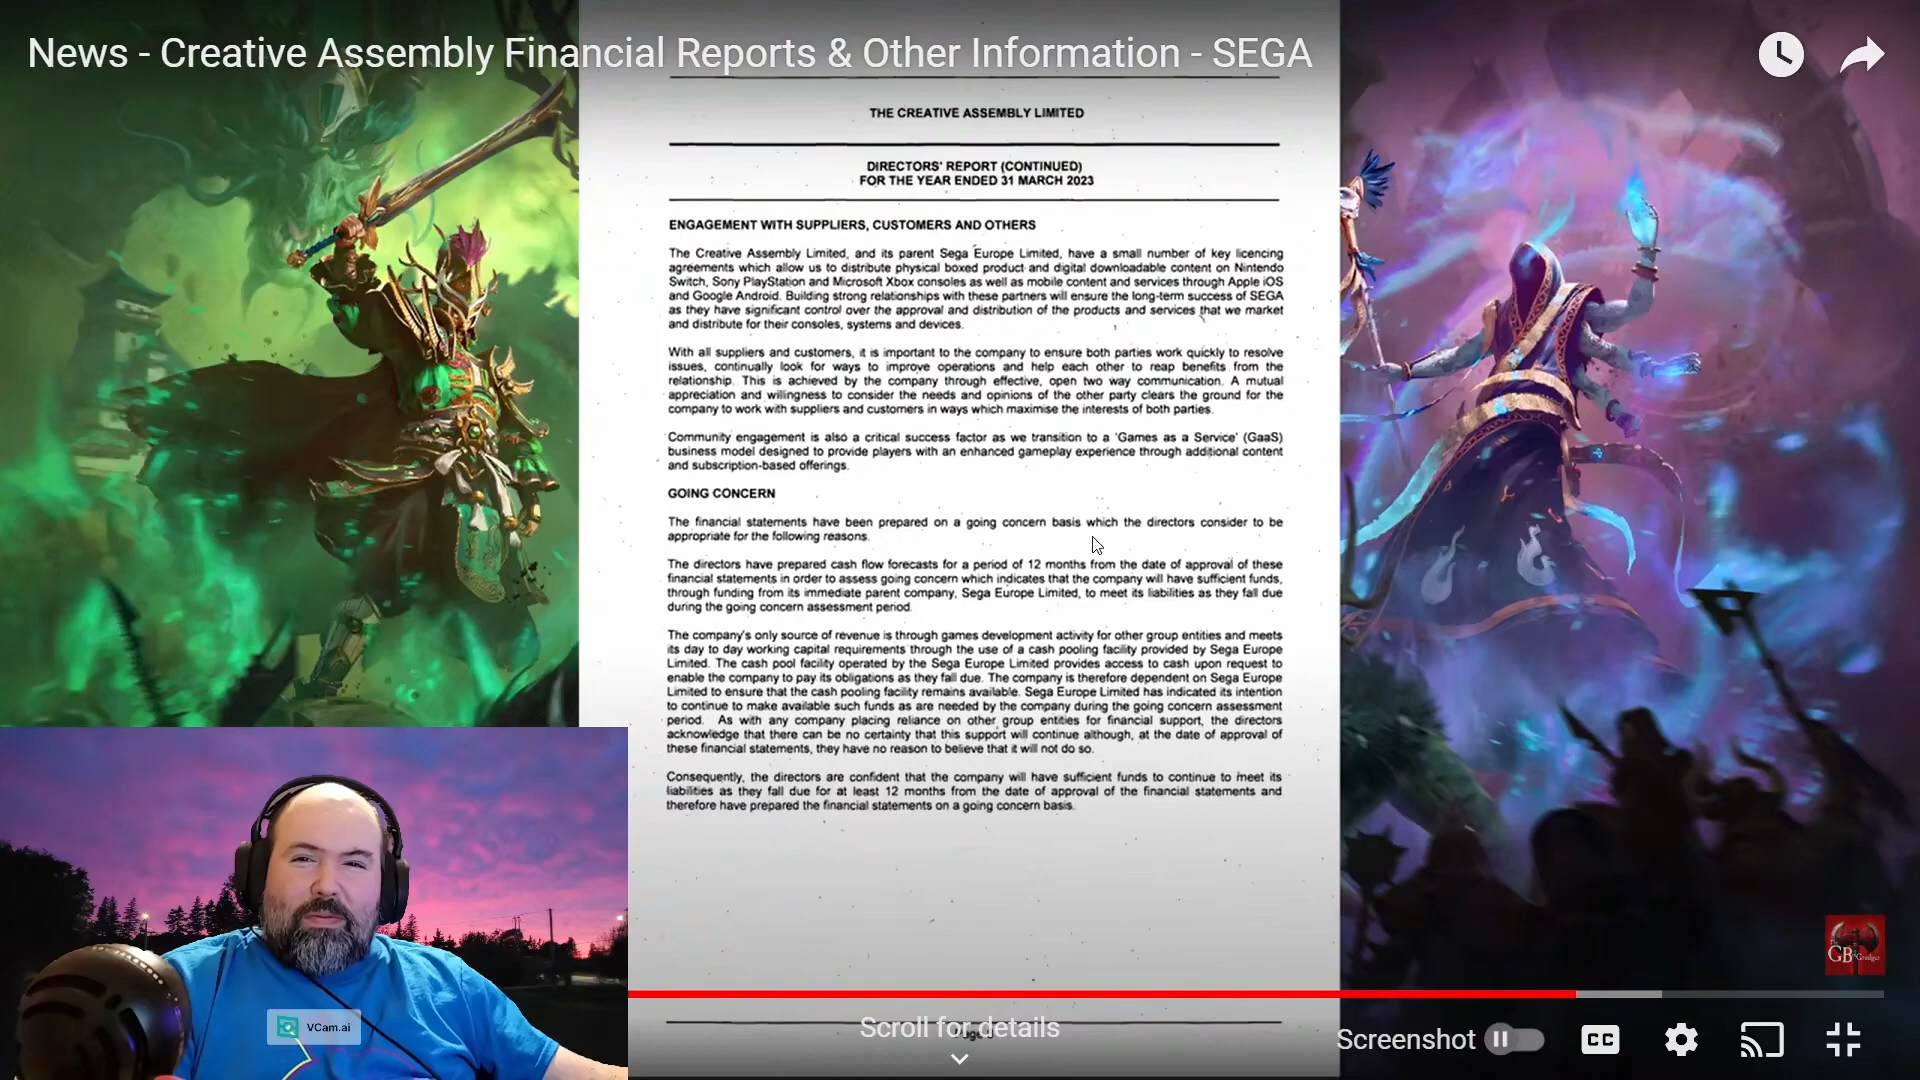 News - Creative Assembly Financial Reports & Other Information - SEGA
THE CREATIVE ASSEMBLY LIMITED
DIRECTORS' REPORT (CONTINUED)
FOR THE YEAR ENDED 31 MARCH 2023
ENGAGEMENT WITH SUPPLIERS, CUSTOMERS AND OTHERS
The Creative Assembly Limited, and its parent Sega Europe Limited, have a small number of key licencing
agreements which allow us to distribute physical boxed product and digital downloadable content on Nintendo
Switch, Sony PlayStation and Microsoft Xbox consoles as well as mobile content and services through Apple iOS
and Google Android. Building strong relationships with these partners will ensure the long-term success of SEGA
as they have significant control over the approval and distribution of the products and services that we market
and distribute for their consoles, systems and devices.
With all suppliers and customers, it is important to the company to ensure both parties work quickly to resolve
issues, continually look for ways to improve operations and help each other to reap benefits from the
relationship. This is achieved by the company through effective, open two way communication. A mutual
appreciation and willingness to consider the needs and opinions of the other party clears the ground for the
company to work with suppliers and customers in ways which maximise the interests of both parties.
Community engagement is also a critical success factor as we transition to a 'Games as a Service' (GaaS)
business model designed to provide players with an enhanced gameplay experience through additional content
and subscription-based offerings.
GOING CONCERN
The financial statements have been prepared on a going concern basis which the directors consider to be
appropriate for the following reasons.
The directors have prepared cash flow forecasts for a period of 12 months from the date of approval of these
financial statements in order to assess going concern which indicates that the company will have sufficient funds,
through funding from its immediate parent company, Sega Europe Limited, to meet its liabilities as they fall due
during the going concern assessment period.
The company's only source of revenue is through games development activity for other group entities and meets
its day to day working capital requirements through the use of a cash pooling facility provided by Sega Europe
Limited. The cash pool facility operated by the Sega Europe Limited provides access to cash upon request to
enable the company to pay its obligations as they fall due. The company is therefore dependent on Sega Europe
Limited to ensure that the cash pooling facility remains available. Sega Europe Limited has indicated its intention
to continue to make available such funds as are needed by the company during the going concern assessment
period. As with any company placing reliance on other group entities for financial support, the directors
acknowledge that there can be no certainty that this support will continue although, at the date of approval of
these financial statements, they have no reason to believe that it will not do so.
Consequently, the directors are confident that the company will have sufficient funds to continue to meet its
liabilities as they fall due for at least 12 months from the date of approval of the financial statements and
therefore have prepared the financial statements on a going concern basis.
GB
VCam.ai
Scroll for details
Screenshot
CC